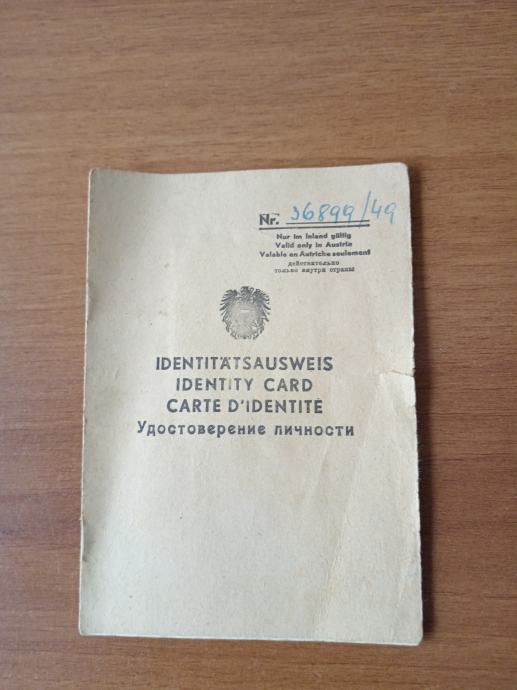 Nr. 36899/49
Nur im Inland gültig
Valid only in Austria
Valable en Autriche seulement
действительно
только внутри страны
IDENTITÄTSAUSWEIS
IDENTITY CARD
CARTE D'IDENTITÉ
Удостоверение личности